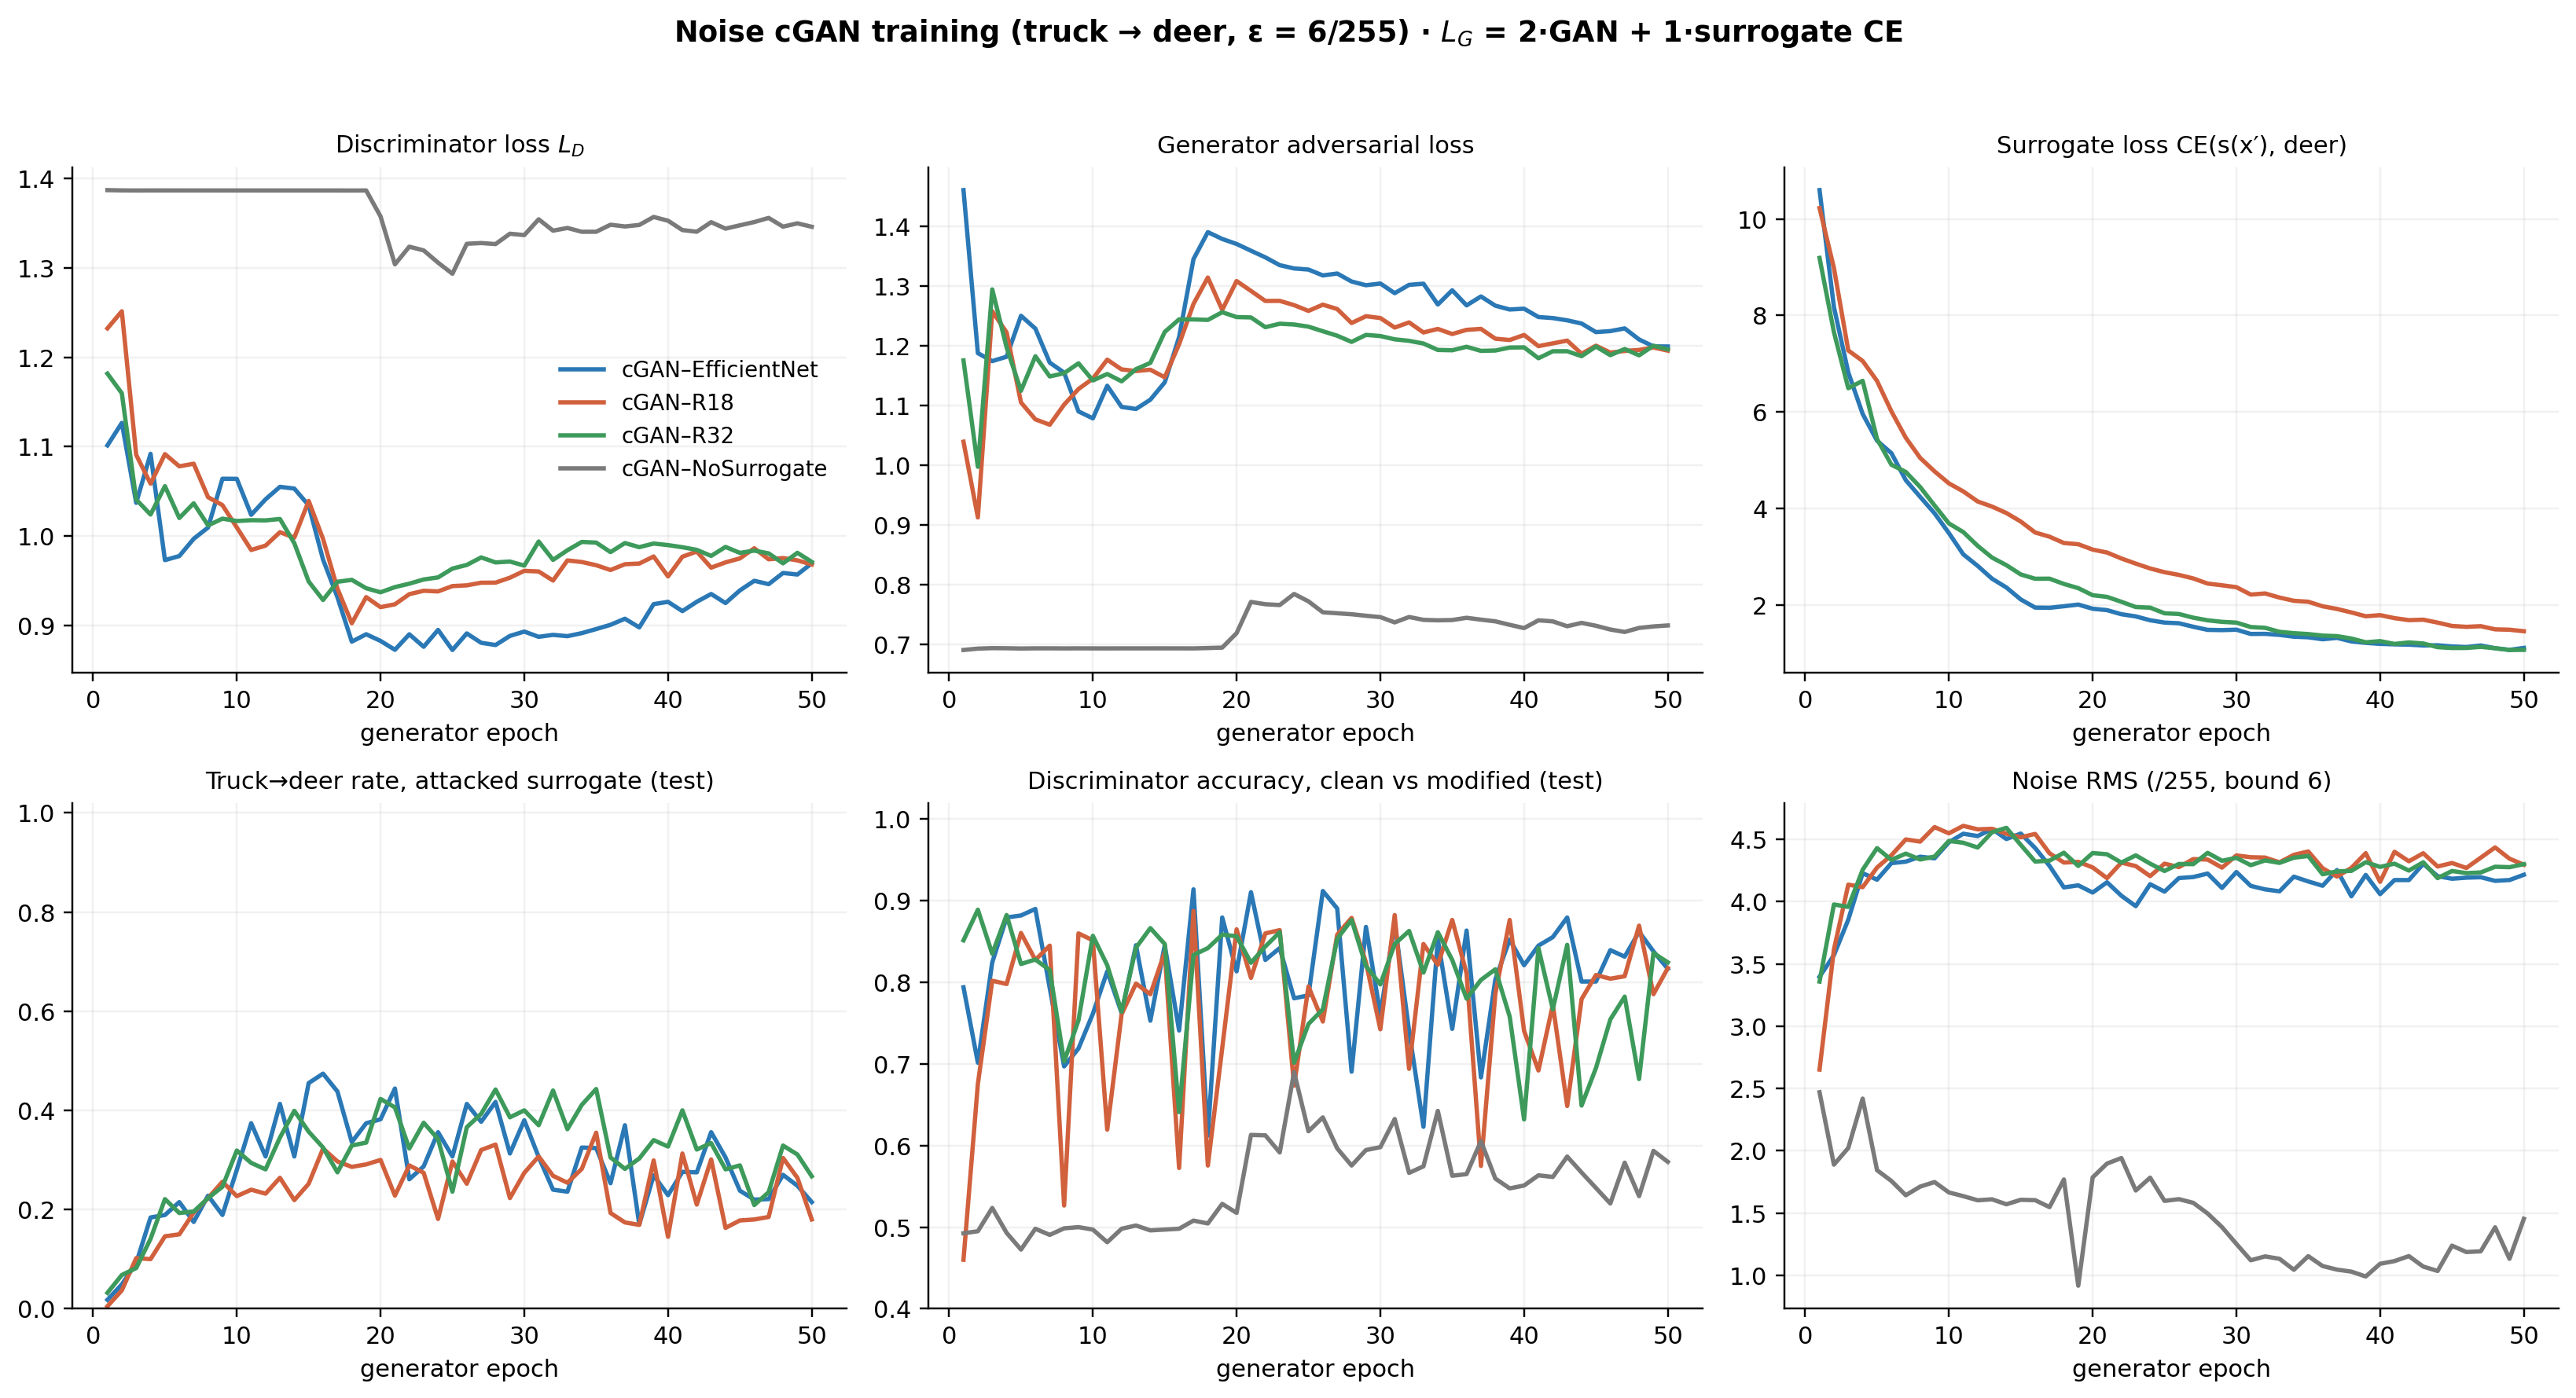 Noise cGAN training (truck → deer, ε = 6/255) · L_G = 2·GAN + 1·surrogate CE
Discriminator loss L_D
1.4
1.3
1.2
1.1
1.0
0.9
cGAN–EfficientNet
cGAN–R18
cGAN–R32
cGAN–NoSurrogate
0 10 20 30 40 50
generator epoch
Generator adversarial loss
1.4
1.3
1.2
1.1
1.0
0.9
0.8
0.7
0 10 20 30 40 50
generator epoch
Surrogate loss CE(s(x′), deer)
10
8
6
4
2
0 10 20 30 40 50
generator epoch
Truck→deer rate, attacked surrogate (test)
1.0
0.8
0.6
0.4
0.2
0.0
0 10 20 30 40 50
generator epoch
Discriminator accuracy, clean vs modified (test)
1.0
0.9
0.8
0.7
0.6
0.5
0.4
0 10 20 30 40 50
generator epoch
Noise RMS (/255, bound 6)
4.5
4.0
3.5
3.0
2.5
2.0
1.5
1.0
0 10 20 30 40 50
generator epoch